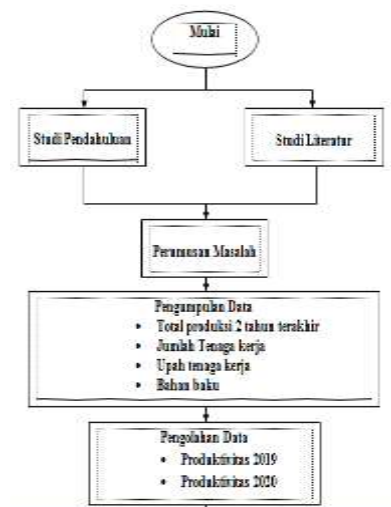 Mulai
Studi Pendahuluan
Studi Literatur
Perumusan Masalah
Pengumpulan Data
• Total produksi 2 tahun terakhir
• Jumlah Tenaga kerja
• Upah tenaga kerja
• Bahan baku
Pengolahan Data
• Produktivitas 2019
• Produktivitas 2020